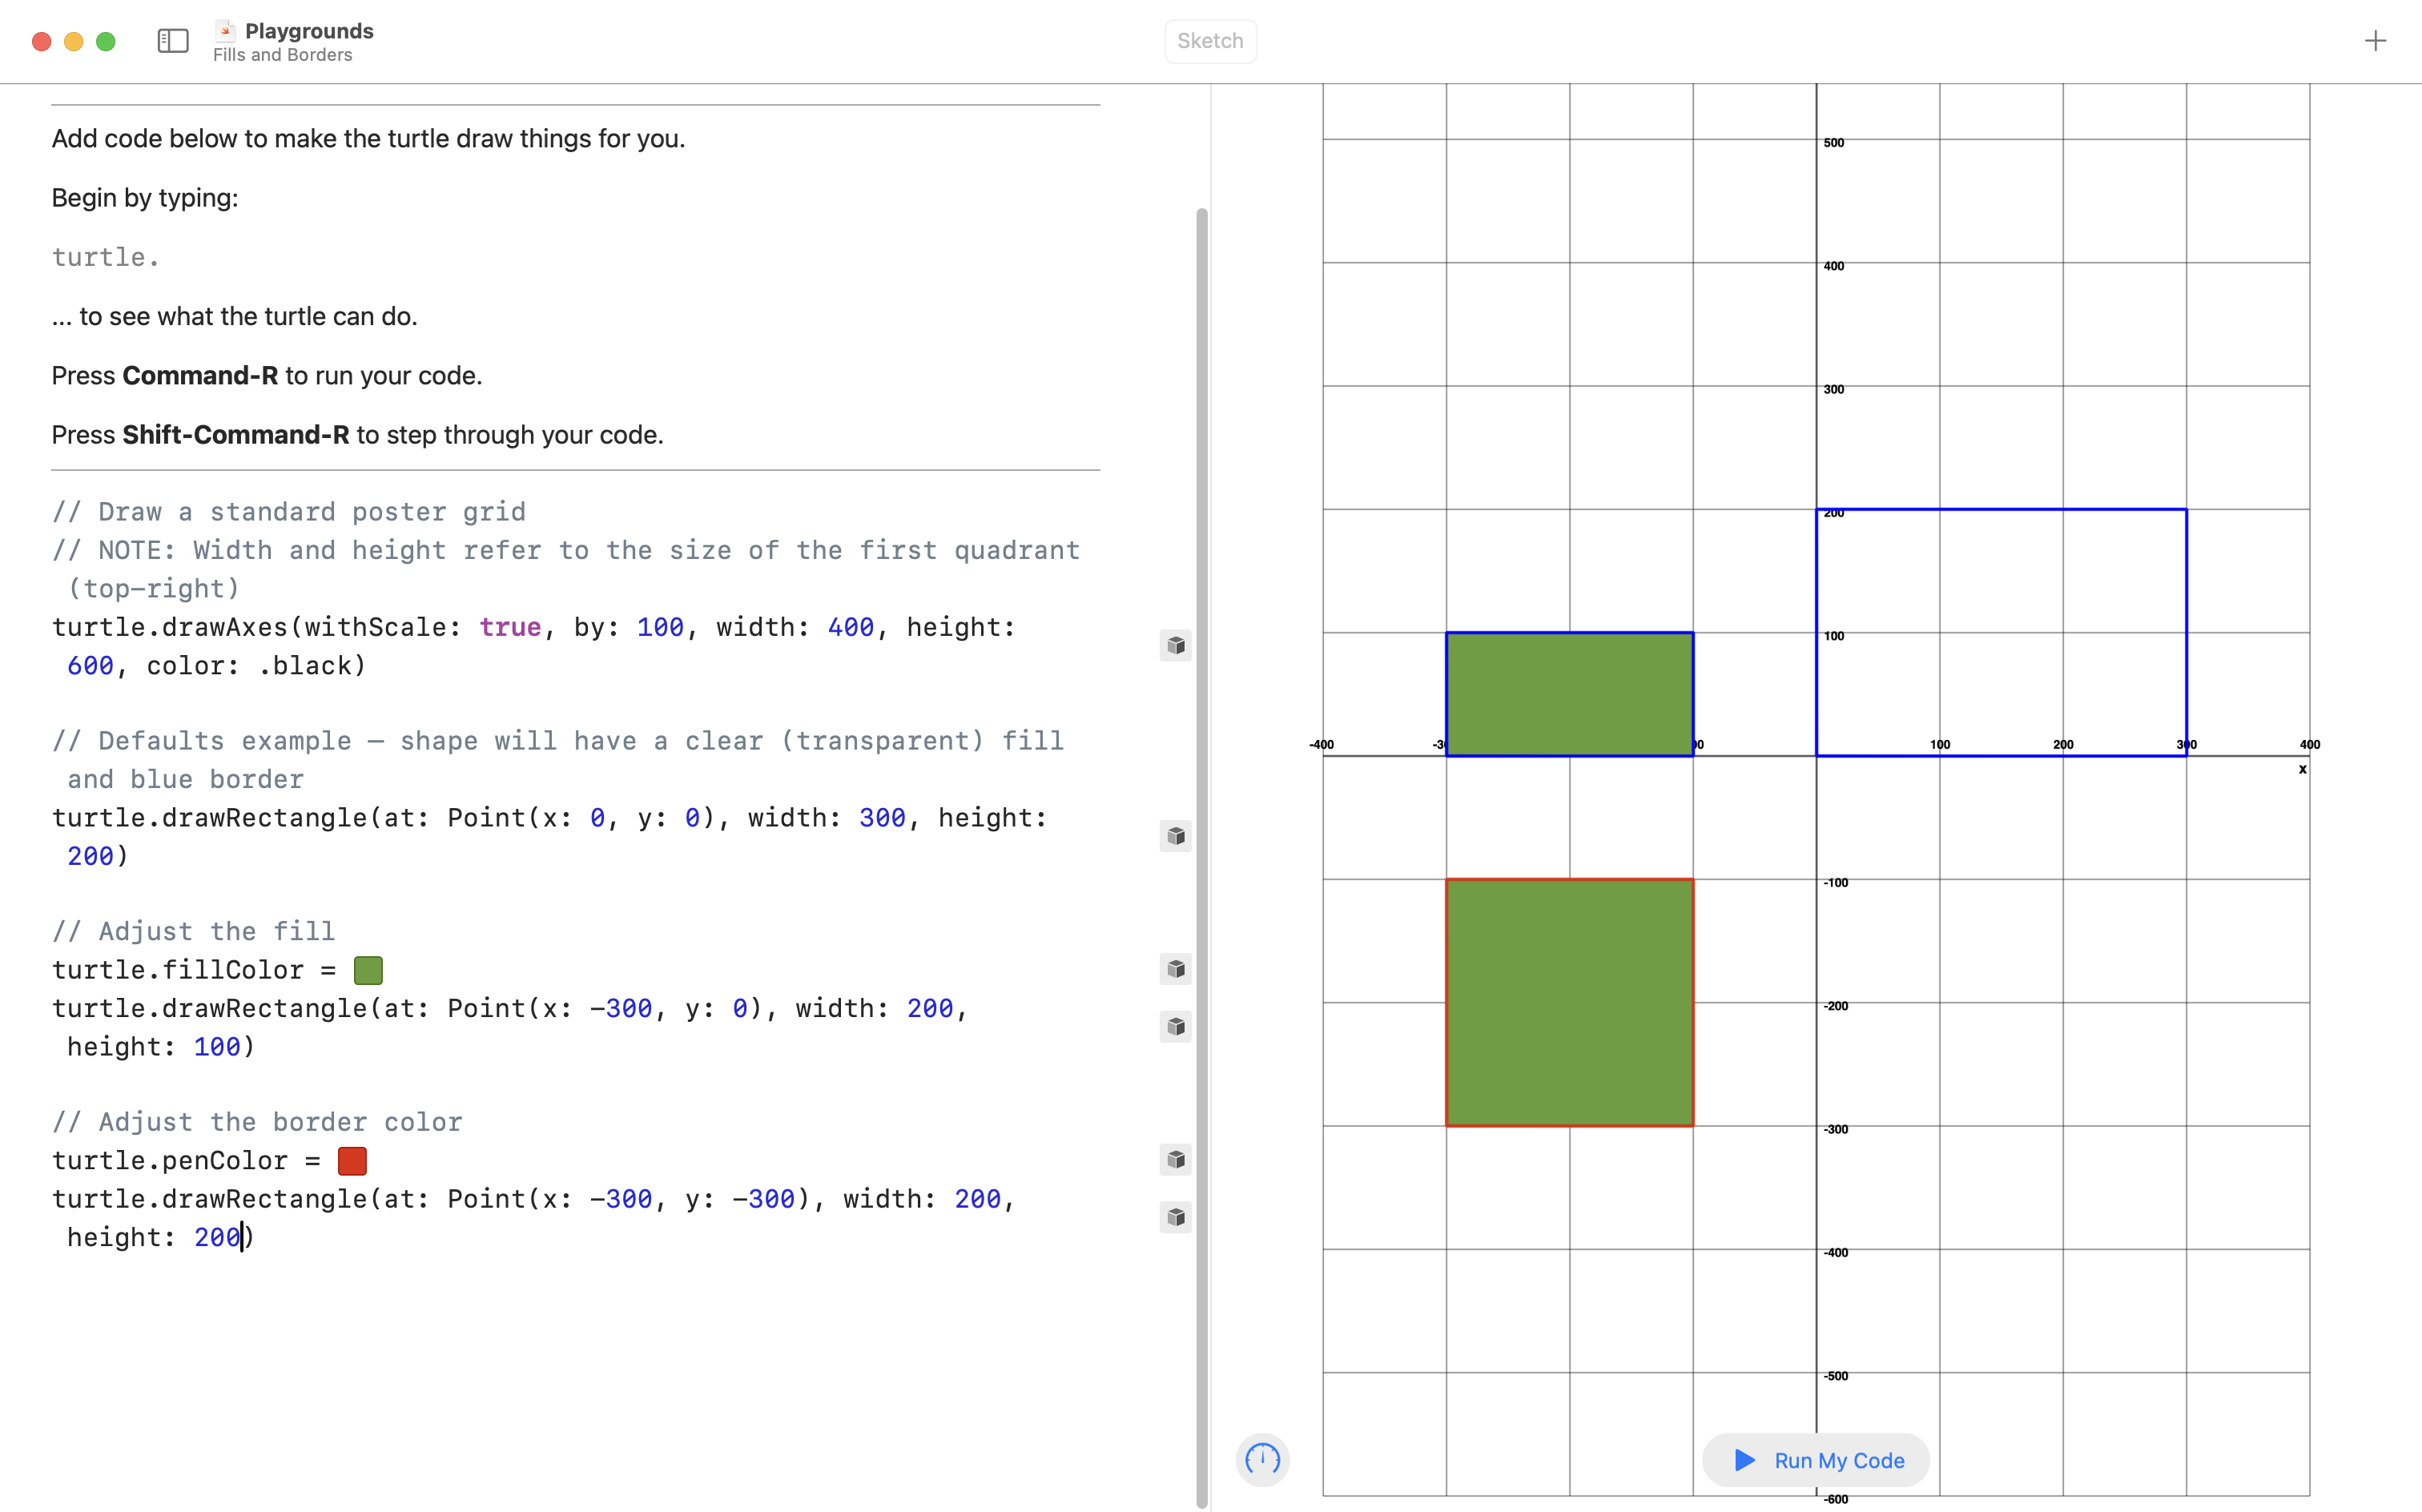 Playgrounds
Fills and Borders
Sketch
Add code below to make the turtle draw things for you.
Begin by typing:
turtle.
... to see what the turtle can do.
Press Command-R to run your code.
Press Shift-Command-R to step through your code.
// Draw a standard poster grid
// NOTE: Width and height refer to the size of the first quadrant
(top-right)
turtle.drawAxes(withScale: true, by: 100, width: 400, height:
600, color: .black)
// Defaults example — shape will have a clear (transparent) fill
and blue border
turtle.drawRectangle(at: Point(x: 0, y: 0), width: 300, height:
200)
// Adjust the fill
turtle.fillColor =
turtle.drawRectangle(at: Point(x: -300, y: 0), width: 200,
height: 100)
// Adjust the border color
turtle.penColor =
turtle.drawRectangle(at: Point(x: -300, y: -300), width: 200,
height: 200)
500
400
300
200
100
-400 100 200 300 400
x
-100
-200
-300
-400
-500
-600
Run My Code